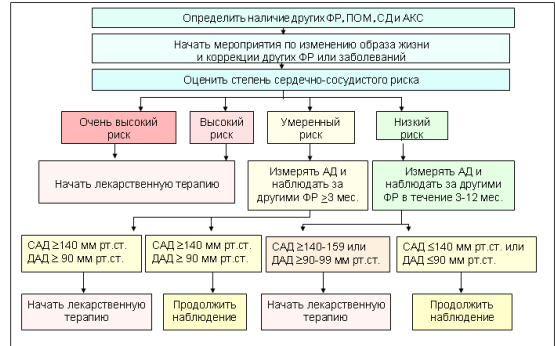 Определить наличие других ФР, ПОМ, СД и АКС
Начать мероприятия по изменению образа жизни
и коррекции других ФР или заболеваний
Оценить степень сердечно-сосудистого риска
Очень высокий
риск
Высокий
риск
Умеренный
риск
Низкий
риск
Начать лекарственную терапию
Измерять АД и
наблюдать за
другими ФР ≥3 мес.
Измерять АД и
наблюдать за другими
ФР в течение 3-12 мес.
САД ≥140 мм рт.ст.
ДАД ≥ 90 мм рт.ст.
САД ≥140 мм рт.ст.
ДАД ≥ 90 мм рт.ст.
САД ≥140-159 или
ДАД ≥90-99 мм рт.ст.
САД ≤140 мм рт.ст. или
ДАД ≤90 мм рт.ст.
Начать лекарственную
терапию
Продолжить
наблюдение
Начать лекарственную
терапию
Продолжить
наблюдение